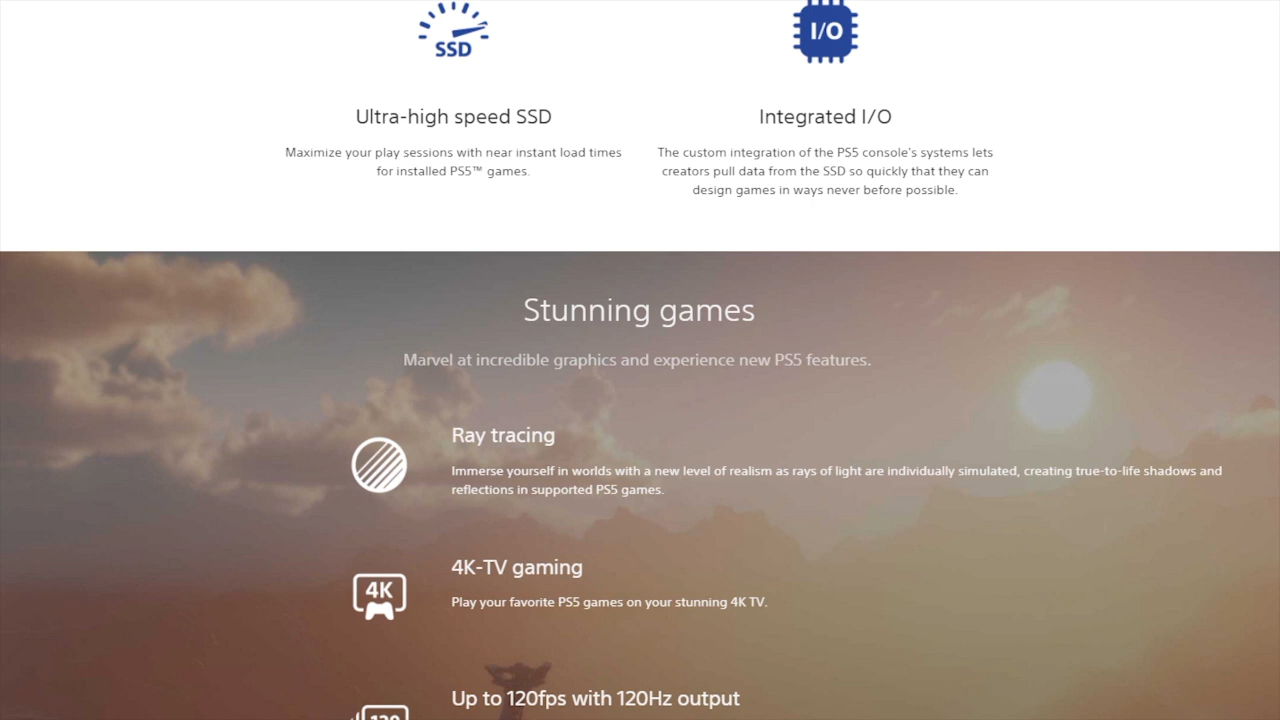 SSD
I/O
Ultra-high speed SSD
Integrated I/O
Maximize your play sessions with near instant load times
for installed PS5™ games.
The custom integration of the PS5 console's systems lets
creators pull data from the SSD so quickly that they can
design games in ways never before possible.
Stunning games
Marvel at incredible graphics and experience new PS5 features.
Ray tracing
Immerse yourself in worlds with a new level of realism as rays of light are individually simulated, creating true-to-life shadows and
reflections in supported PS5 games.
4K
4K-TV gaming
Play your favorite PS5 games on your stunning 4K TV.
Up to 120fps with 120Hz output
120